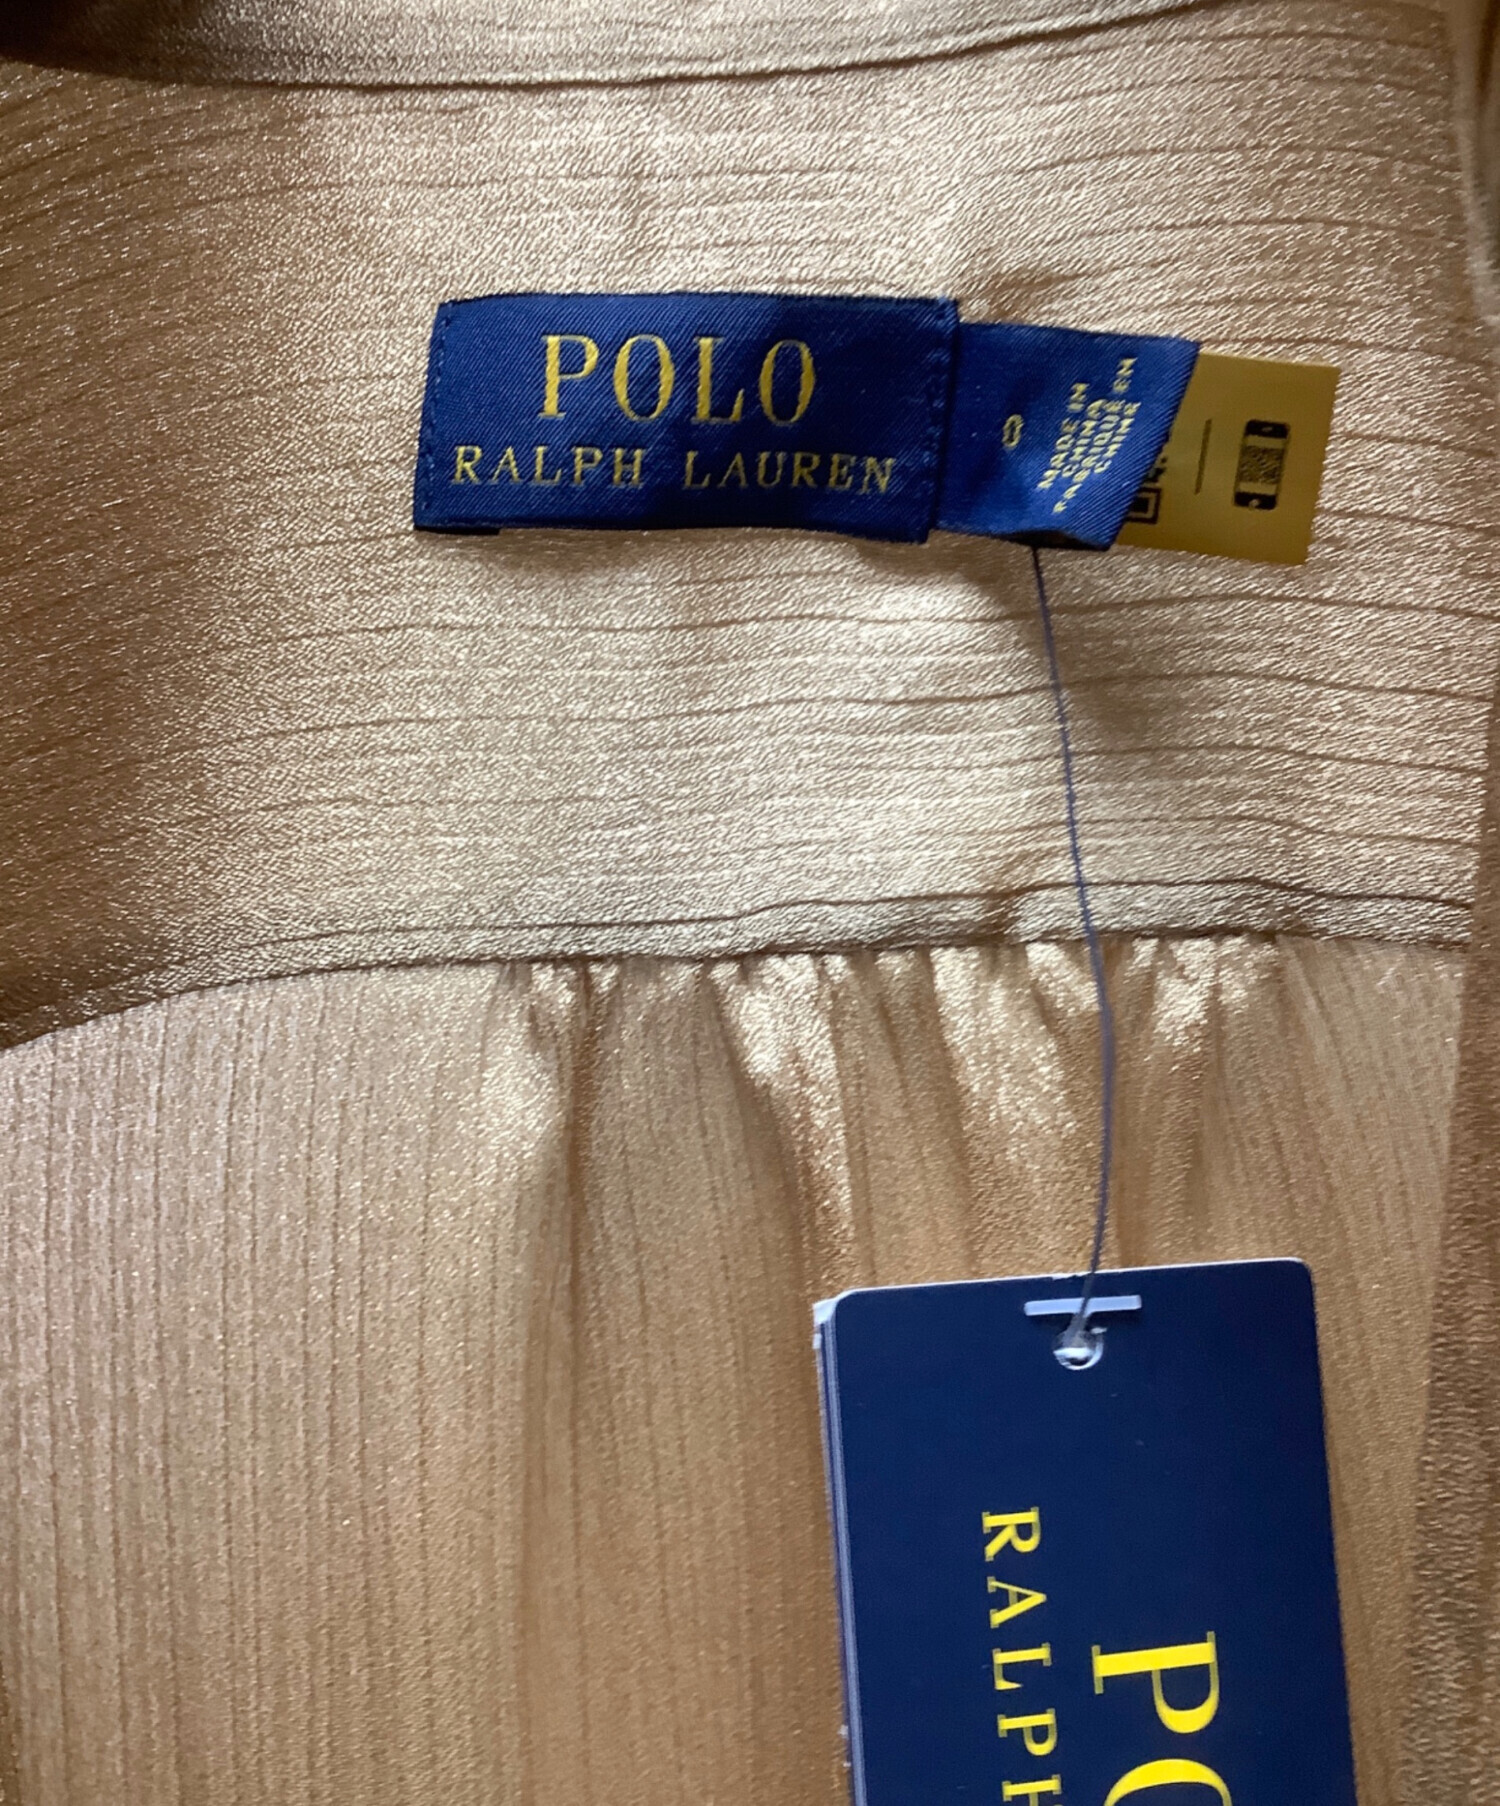 POLO
RALPH LAUREN
0
MADE IN
CHINA
FABRIQUÉ EN
CHINE
RALPH
PO